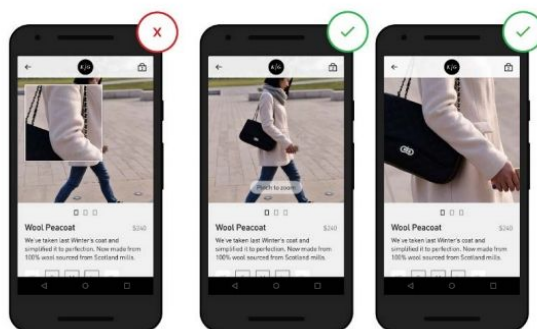 X
K/G
Wool Peacoat $240
We've taken last Winter's coat and
simplified it to perfection. Now made from
100% wool sourced from Scotland mills.
K/G
Pinch to zoom
Wool Peacoat $240
We've taken last Winter's coat and
simplified it to perfection. Now made from
100% wool sourced from Scotland mills.
K/G
Wool Peacoat $240
We've taken last Winter's coat and
simplified it to perfection. Now made from
100% wool sourced from Scotland mills.